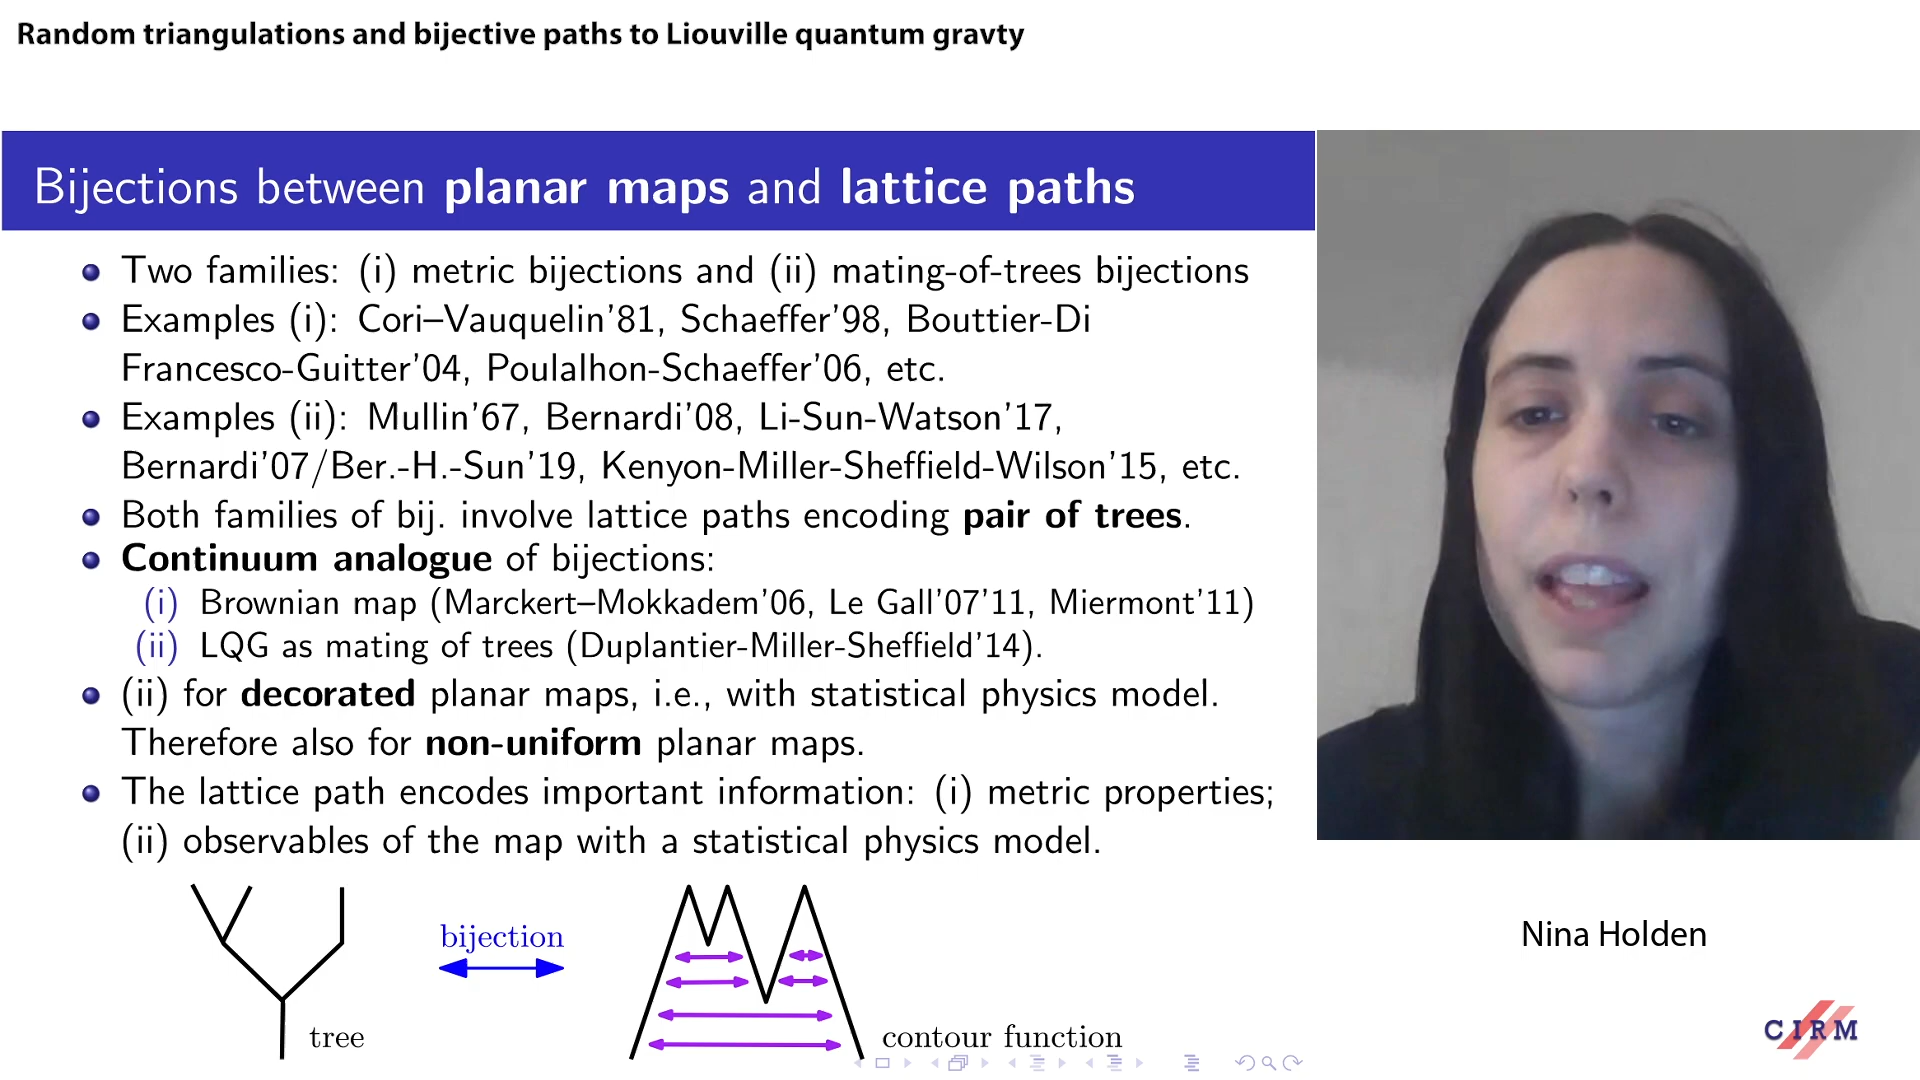 Random triangulations and bijective paths to Liouville quantum gravty
Bijections between planar maps and lattice paths
Two families: (i) metric bijections and (ii) mating-of-trees bijections
Examples (i): Cori–Vauquelin'81, Schaeffer'98, Bouttier-Di
Francesco-Guitter'04, Poulalhon-Schaeffer'06, etc.
Examples (ii): Mullin'67, Bernardi'08, Li-Sun-Watson'17,
Bernardi'07/Ber.-H.-Sun'19, Kenyon-Miller-Sheffield-Wilson'15, etc.
Both families of bij. involve lattice paths encoding pair of trees.
Continuum analogue of bijections:
(i) Brownian map (Marckert–Mokkadem'06, Le Gall'07'11, Miermont'11)
(ii) LQG as mating of trees (Duplantier-Miller-Sheffield'14).
(ii) for decorated planar maps, i.e., with statistical physics model.
Therefore also for non-uniform planar maps.
The lattice path encodes important information: (i) metric properties;
(ii) observables of the map with a statistical physics model.
bijection
tree
contour function
Nina Holden
CIRM